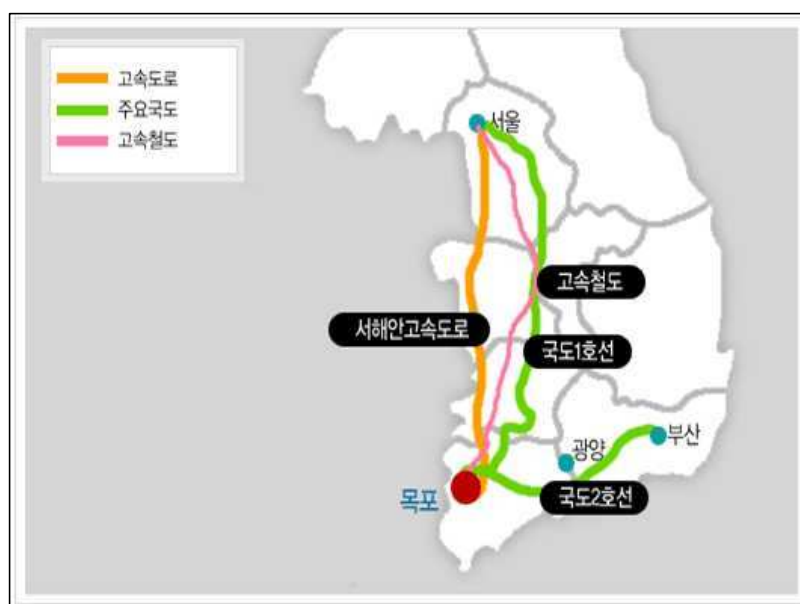 고속도로
주요국도
고속철도
서울
고속철도
서해안고속도로
국도1호선
광양
부산
목포
국도2호선